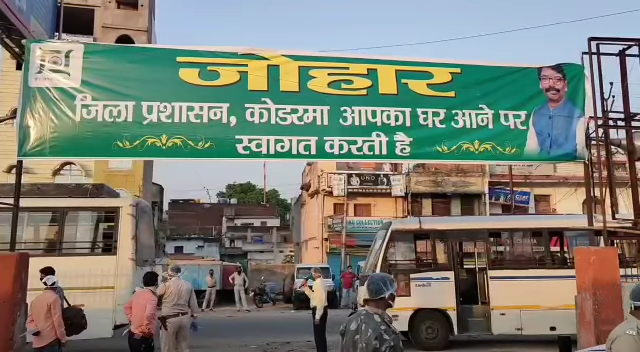 जोहार
जिला प्रशासन, कोडरमा आपका घर आने पर
स्वागत करती है